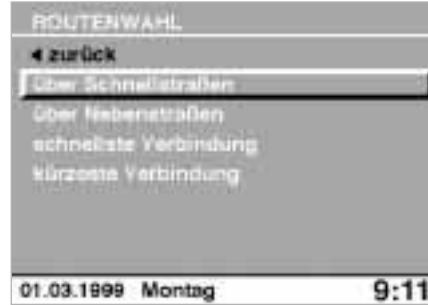 ROUTENWAHL
◄ zurück
über Schnellstraßen
über Nebenstraßen
schnellste Verbindung
kürzeste Verbindung
01.03.1999 Montag 9:11